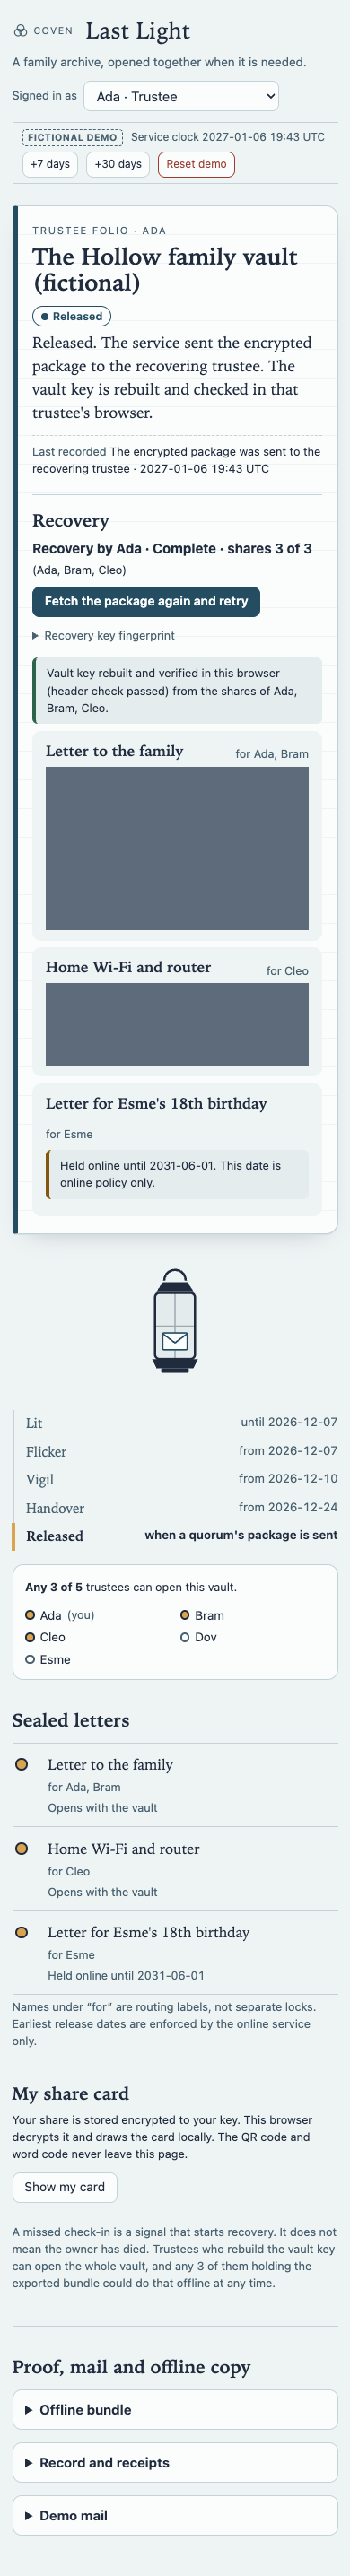 COVEN Last Light
A family archive, opened together when it is needed.
Signed in as Ada · Trustee
FICTIONAL DEMO Service clock 2027-01-06 19:43 UTC
+7 days +30 days Reset demo
TRUSTEE FOLIO · ADA
The Hollow family vault
(fictional)
Released
Released. The service sent the encrypted
package to the recovering trustee. The
vault key is rebuilt and checked in that
trustee's browser.
Last recorded The encrypted package was sent to the
recovering trustee · 2027-01-06 19:43 UTC
Recovery
Recovery by Ada · Complete · shares 3 of 3
(Ada, Bram, Cleo)
Fetch the package again and retry
Recovery key fingerprint
Vault key rebuilt and verified in this browser
(header check passed) from the shares of Ada,
Bram, Cleo.
Letter to the family for Ada, Bram
Home Wi-Fi and router for Cleo
Letter for Esme's 18th birthday
for Esme
Held online until 2031-06-01. This date is
online policy only.
Lit until 2026-12-07
Flicker from 2026-12-07
Vigil from 2026-12-10
Handover from 2026-12-24
Released when a quorum's package is sent
Any 3 of 5 trustees can open this vault.
Ada (you) Bram
Cleo Dov
Esme
Sealed letters
Letter to the family
for Ada, Bram
Opens with the vault
Home Wi-Fi and router
for Cleo
Opens with the vault
Letter for Esme's 18th birthday
for Esme
Held online until 2031-06-01
Names under “for” are routing labels, not separate locks.
Earliest release dates are enforced by the online service
only.
My share card
Your share is stored encrypted to your key. This browser
decrypts it and draws the card locally. The QR code and
word code never leave this page.
Show my card
A missed check-in is a signal that starts recovery. It does not
mean the owner has died. Trustees who rebuild the vault key
can open the whole vault, and any 3 of them holding the
exported bundle could do that offline at any time.
Proof, mail and offline copy
Offline bundle
Record and receipts
Demo mail